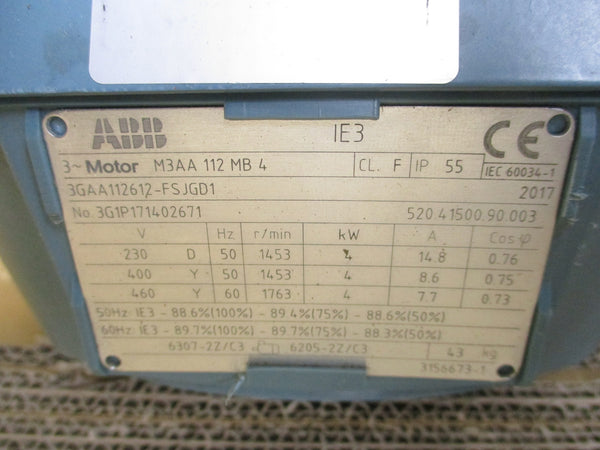 ABB IE3 CE
3~ Motor M3AA 112 MB 4 CL. F IP 55 IEC 60034-1
3GAA112612-FSJGD1 2017
No. 3G1P171402671 520.41500.90.003
V Hz r/min kW A Cos φ
230 D 50 1453 4 14.8 0.76
400 Y 50 1453 4 8.6 0.75
460 Y 60 1763 4 7.7 0.73
50Hz: IE3 - 88.6%(100%) - 89.4%(75%) - 88.6%(50%)
60Hz: IE3 - 89.7%(100%) - 89.7%(75%) - 88.3%(50%)
6307-2Z/C3 6205-2Z/C3 43 kg
3156673-1